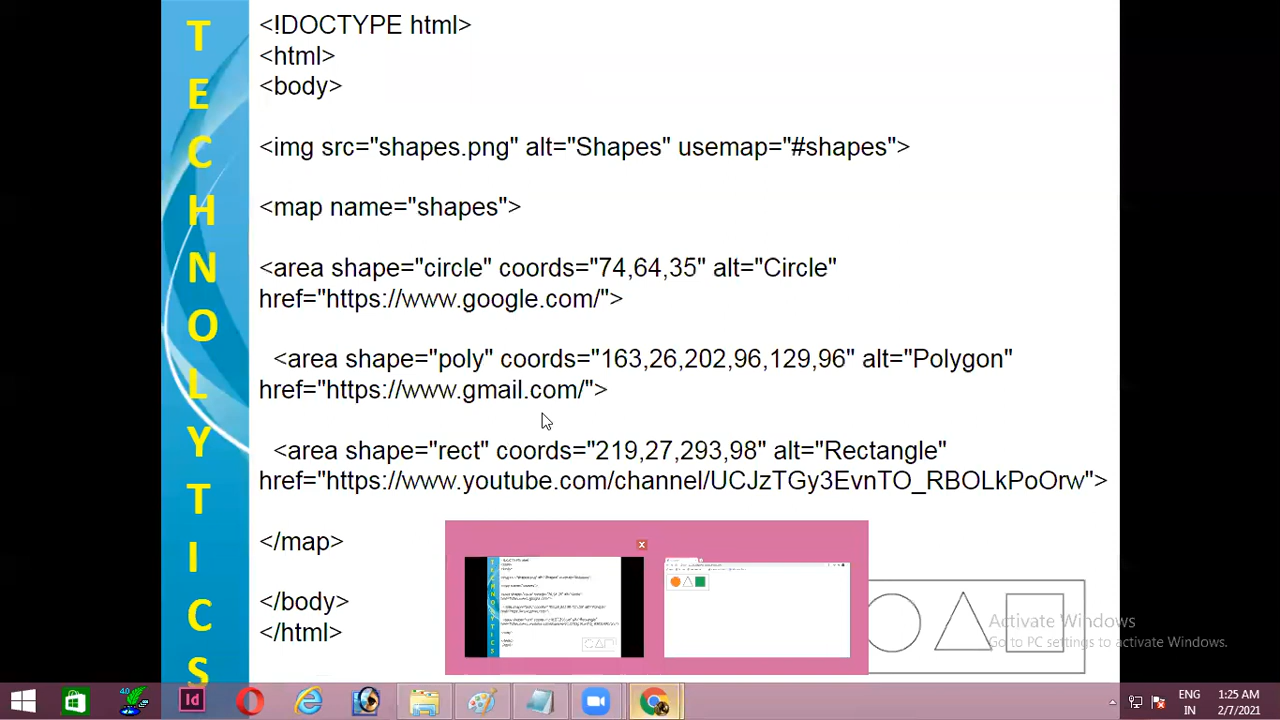 TECHNOLYTICS
<!DOCTYPE html>
<html>
<body>
<img src="shapes.png" alt="Shapes" usemap="#shapes">
<map name="shapes">
<area shape="circle" coords="74,64,35" alt="Circle"
href="https://www.google.com/">
<area shape="poly" coords="163,26,202,96,129,96" alt="Polygon"
href="https://www.gmail.com/">
<area shape="rect" coords="219,27,293,98" alt="Rectangle"
href="https://www.youtube.com/channel/UCJzTGy3EvnTO_RBOLkPoOrw">
</map>
</body>
</html>
Activate Windows
Go to PC settings to activate Windows.
Id
ENG
IN
1:25 AM
2/7/2021